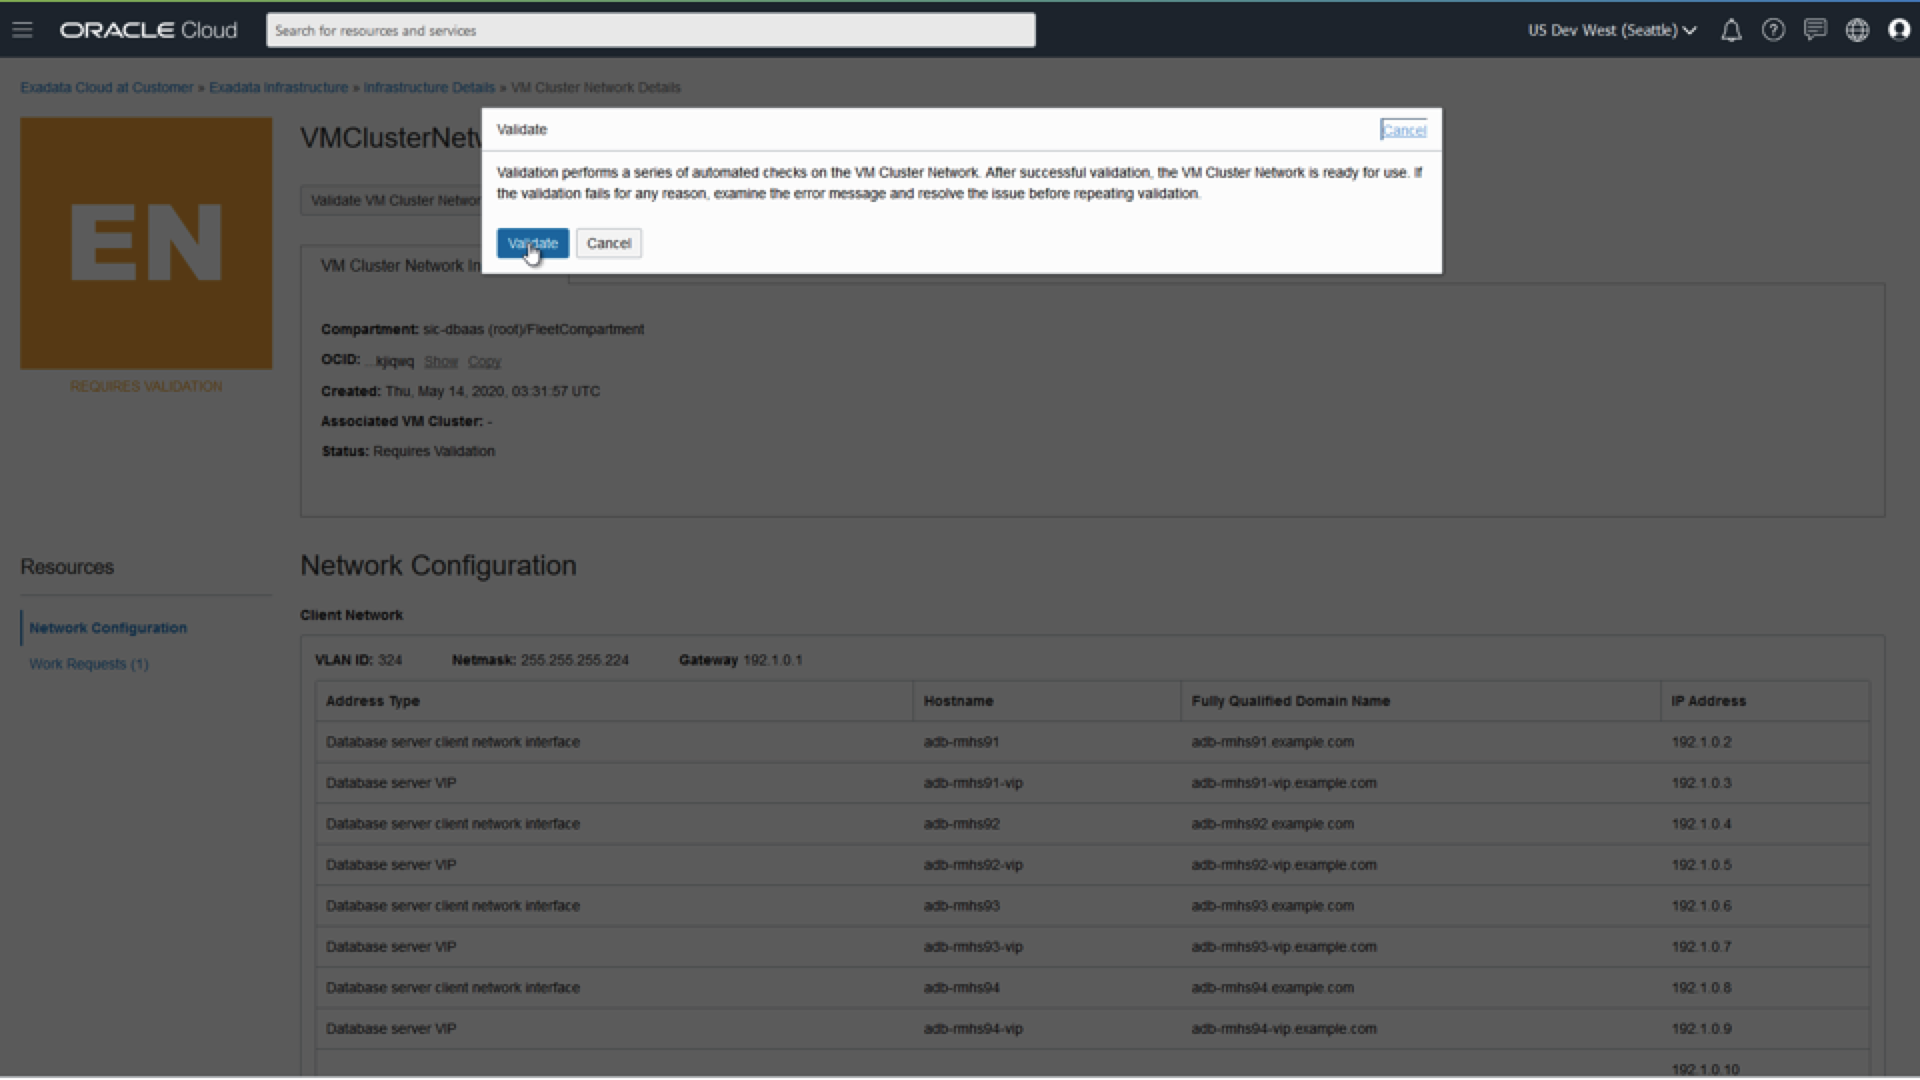 ORACLE Cloud
Search for resources and services
US Dev West (Seattle)
Exadata Cloud at Customer » Exadata Infrastructure » Infrastructure Details » VM Cluster Network Details
EN
REQUIRES VALIDATION
VMClusterNetw
Validate VM Cluster Networ
Validate
Cancel
Validation performs a series of automated checks on the VM Cluster Network. After successful validation, the VM Cluster Network is ready for use. If
the validation fails for any reason, examine the error message and resolve the issue before repeating validation.
Validate Cancel
VM Cluster Network In
Compartment: sic-dbaas (root)/FleetCompartment
OCID: ...kjiqwq Show Copy
Created: Thu, May 14, 2020, 03:31:57 UTC
Associated VM Cluster: -
Status: Requires Validation
Resources
Network Configuration
Work Requests (1)
Network Configuration
Client Network
VLAN ID: 324 Netmask: 255.255.255.224 Gateway 192.1.0.1
Address Type Hostname Fully Qualified Domain Name IP Address
Database server client network interface adb-rmhs91 adb-rmhs91.example.com 192.1.0.2
Database server VIP adb-rmhs91-vip adb-rmhs91-vip.example.com 192.1.0.3
Database server client network interface adb-rmhs92 adb-rmhs92.example.com 192.1.0.4
Database server VIP adb-rmhs92-vip adb-rmhs92-vip.example.com 192.1.0.5
Database server client network interface adb-rmhs93 adb-rmhs93.example.com 192.1.0.6
Database server VIP adb-rmhs93-vip adb-rmhs93-vip.example.com 192.1.0.7
Database server client network interface adb-rmhs94 adb-rmhs94.example.com 192.1.0.8
Database server VIP adb-rmhs94-vip adb-rmhs94-vip.example.com 192.1.0.9
192.1.0.10